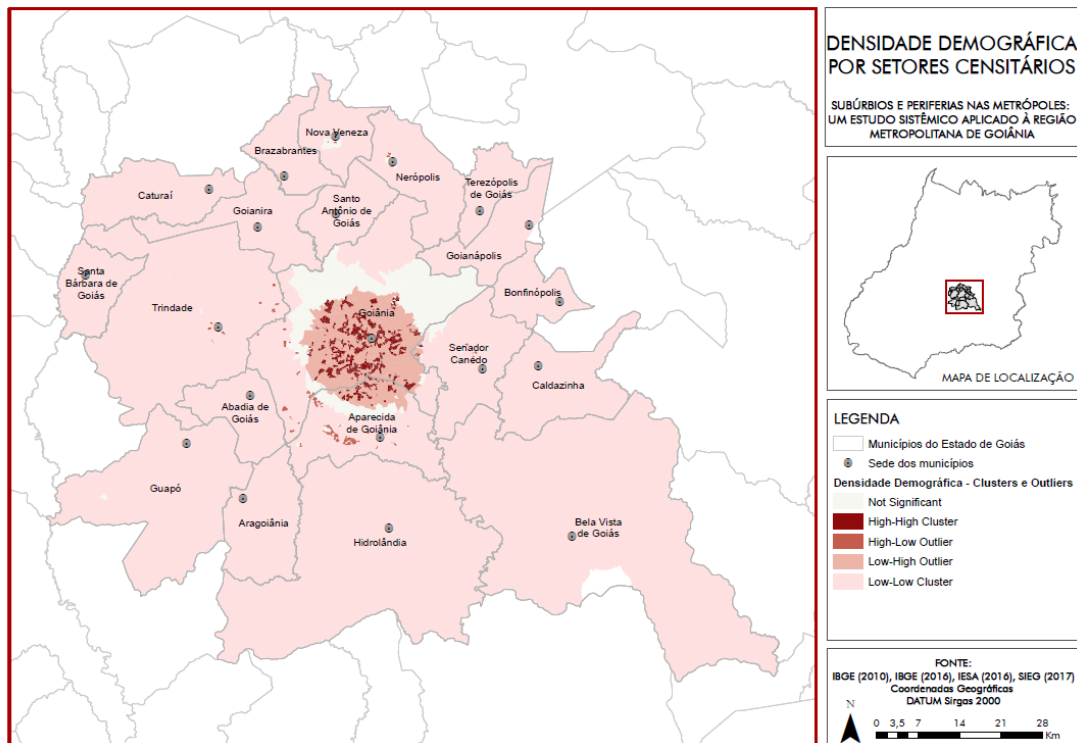 DENSIDADE DEMOGRÁFICA
POR SETORES CENSITÁRIOS
SUBÚRBIOS E PERIFERIAS NAS METRÓPOLES:
UM ESTUDO SISTÊMICO APLICADO À REGIÃO
METROPOLITANA DE GOIÂNIA
Nova Veneza
Brazabrantes
Nerópolis
Terezópolis
de Goiás
Caturaí
Santo
Antônio de
Goiás
Goianira
Goianápolis
Santa
Bárbara de
Goiás
Bonfinópolis
Trindade
Goiânia
Senador
Canêdo
Caldazinha
Abadia de
Goiás
Aparecida
de Goiânia
Guapó
Aragoiânia
Hidrolândia
Bela Vista
de Goiás
MAPA DE LOCALIZAÇÃO
LEGENDA
Municípios do Estado de Goiás
Sede dos municípios
Densidade Demográfica - Clusters e Outliers
Not Significant
High-High Cluster
High-Low Outlier
Low-High Outlier
Low-Low Cluster
FONTE:
IBGE (2010), IBGE (2016), IESA (2016), SIEG (2017)
Coordenadas Geográficas
DATUM Sirgas 2000
N
0 3,5 7 14 21 28
Km